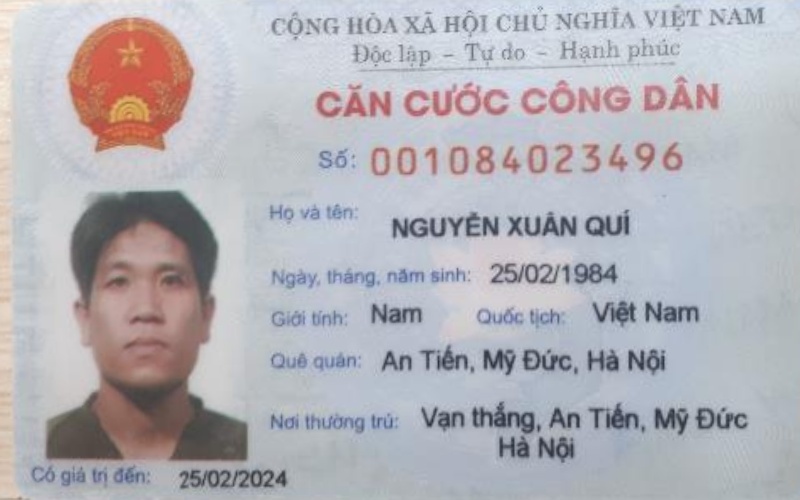 CỘNG HÒA XÃ HỘI CHỦ NGHĨA VIỆT NAM
Độc lập – Tự do – Hạnh phúc
CĂN CƯỚC CÔNG DÂN
Số: 001084023496
Họ và tên: NGUYỄN XUÂN QUÍ
Ngày, tháng, năm sinh: 25/02/1984
Giới tính: Nam Quốc tịch: Việt Nam
Quê quán: An Tiến, Mỹ Đức, Hà Nội
Nơi thường trú: Vạn thắng, An Tiến, Mỹ Đức
Hà Nội
Có giá trị đến: 25/02/2024